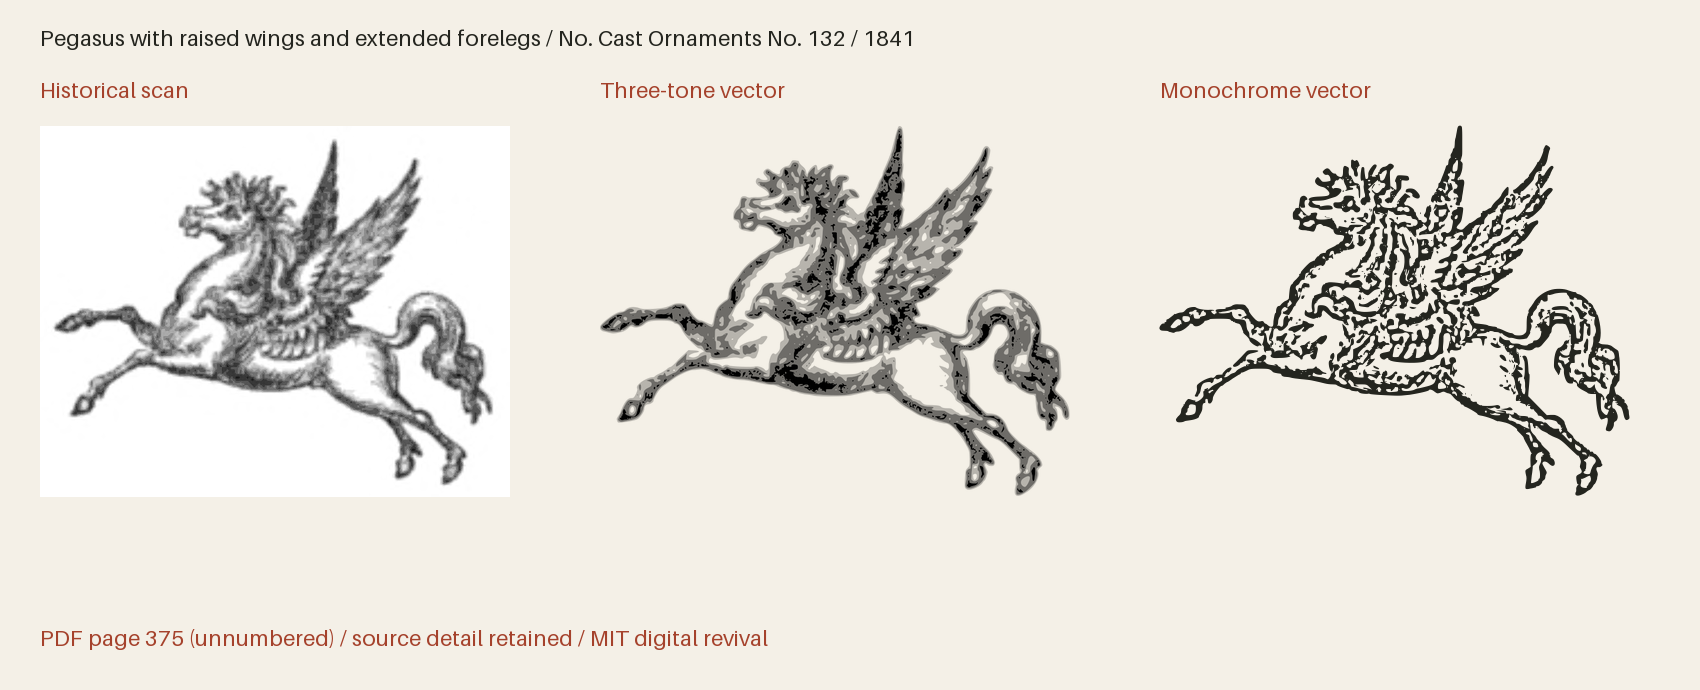 Pegasus with raised wings and extended forelegs / No. Cast Ornaments No. 132 / 1841
Historical scan
Three-tone vector
Monochrome vector
PDF page 375 (unnumbered) / source detail retained / MIT digital revival